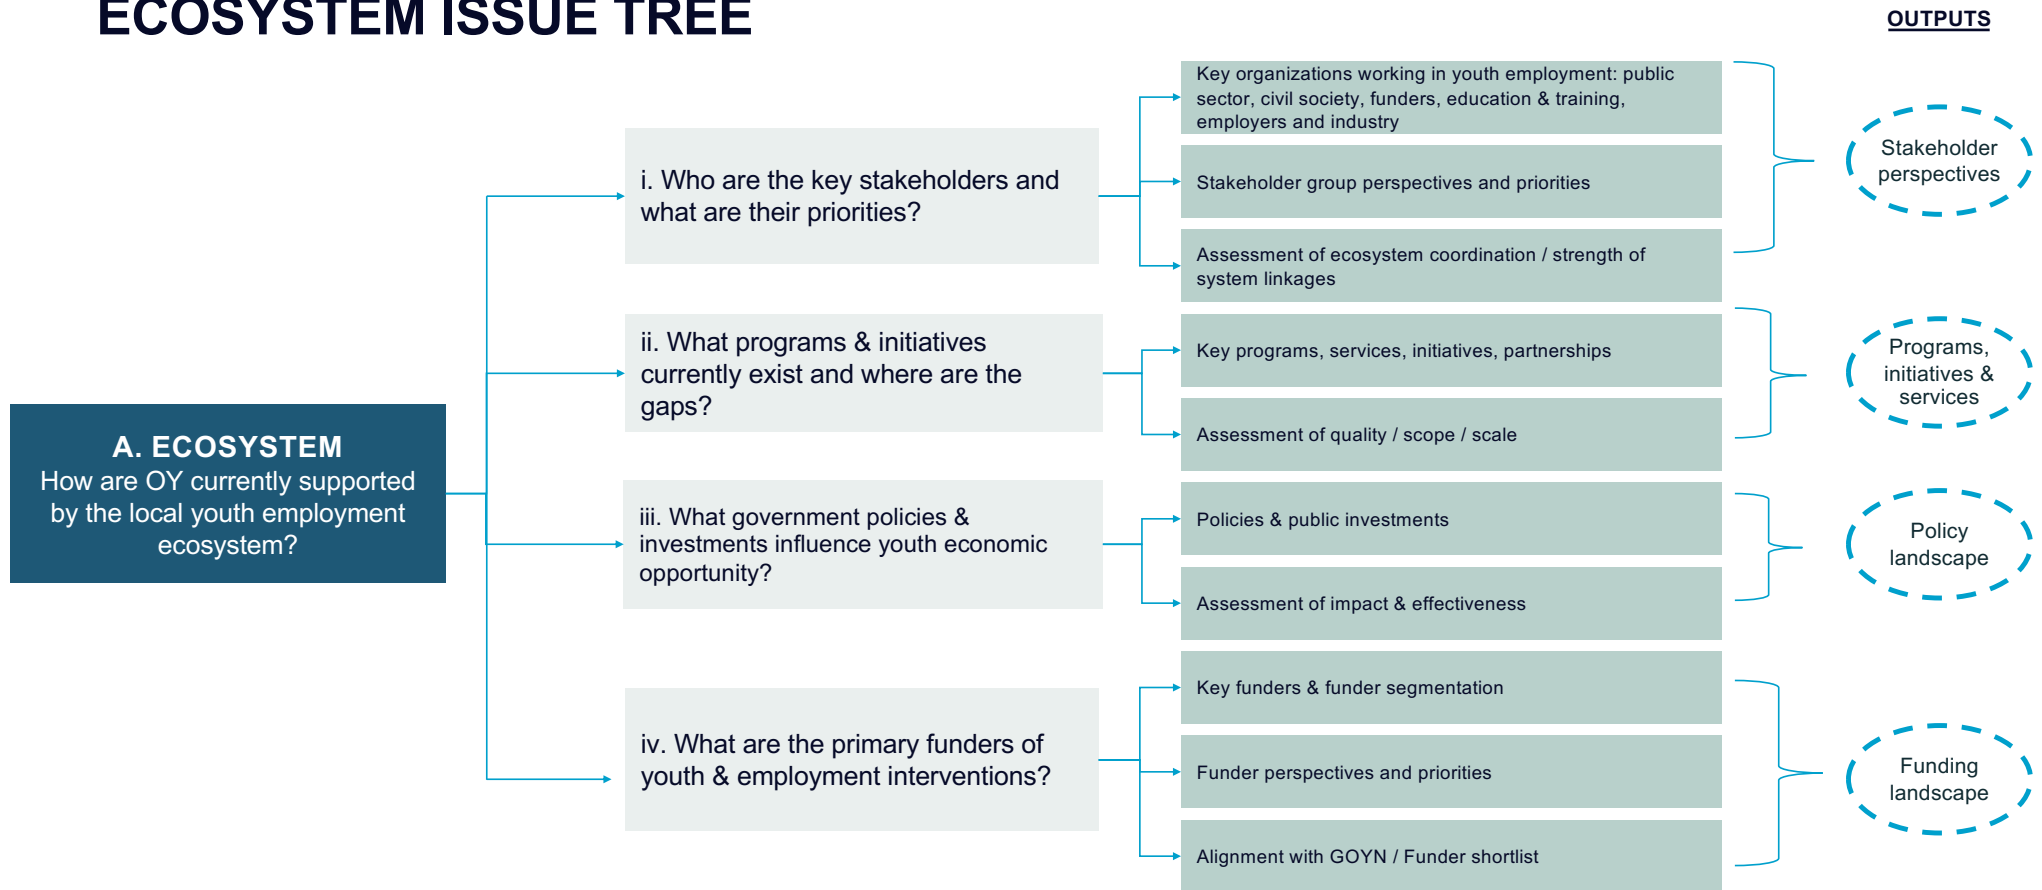 ECOSYSTEM ISSUE TREE
OUTPUTS
A. ECOSYSTEM
How are OY currently supported
by the local youth employment
ecosystem?
i. Who are the key stakeholders and
what are their priorities?
Key organizations working in youth employment: public
sector, civil society, funders, education & training,
employers and industry
Stakeholder group perspectives and priorities
Assessment of ecosystem coordination / strength of
system linkages
Stakeholder
perspectives
ii. What programs & initiatives
currently exist and where are the
gaps?
Key programs, services, initiatives, partnerships
Assessment of quality / scope / scale
Programs,
initiatives &
services
iii. What government policies &
investments influence youth economic
opportunity?
Policies & public investments
Assessment of impact & effectiveness
Policy
landscape
iv. What are the primary funders of
youth & employment interventions?
Key funders & funder segmentation
Funder perspectives and priorities
Alignment with GOYN / Funder shortlist
Funding
landscape